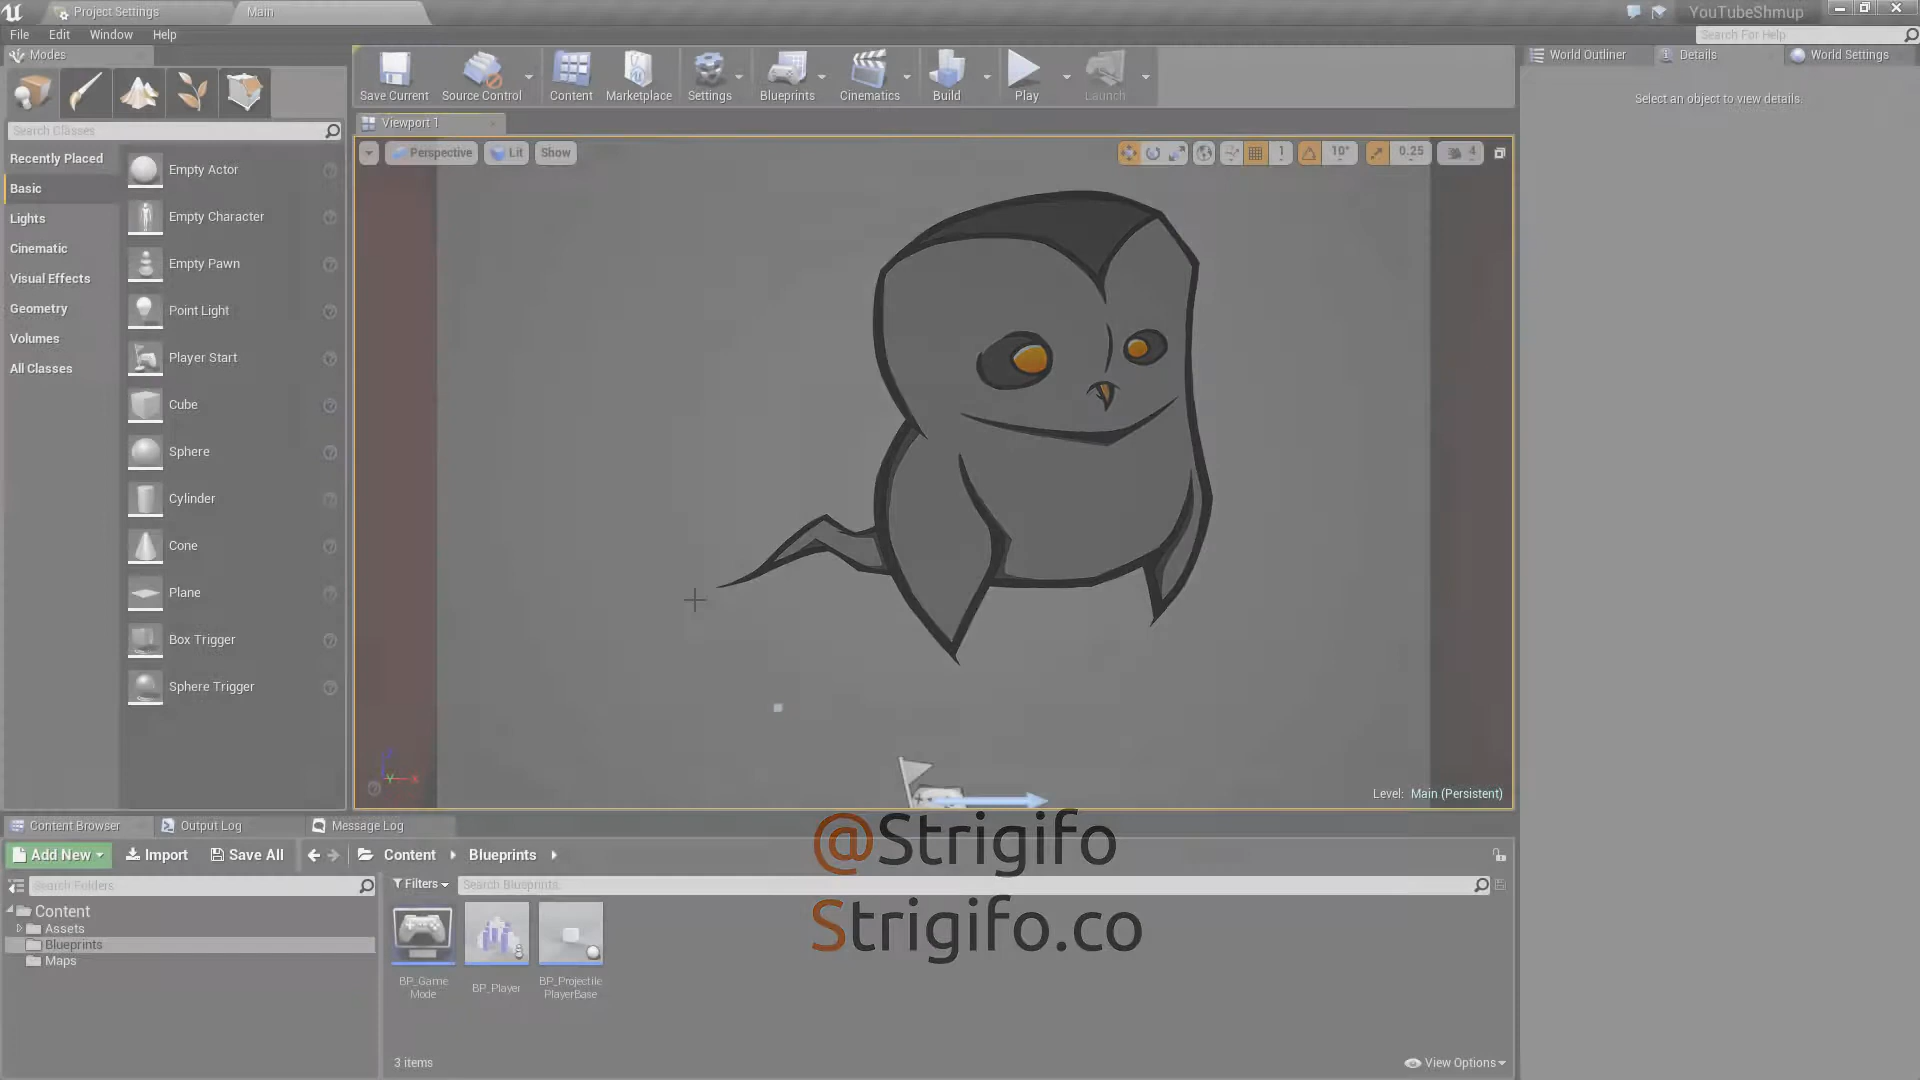 Project Settings
Main
YouTubeShmup
File Edit Window Help
Search For Help
Modes
Save Current
Source Control
Content
Marketplace
Settings
Blueprints
Cinematics
Build
Play
Launch
World Outliner
Details
World Settings
Select an object to view details.
Search Classes
Viewport 1
Perspective
Lit
Show
1
10°
0.25
4
Recently Placed
Basic
Lights
Cinematic
Visual Effects
Geometry
Volumes
All Classes
Empty Actor
Empty Character
Empty Pawn
Point Light
Player Start
Cube
Sphere
Cylinder
Cone
Plane
Box Trigger
Sphere Trigger
Level: Main (Persistent)
Content Browser
Output Log
Message Log
@Strigifo
Strigifo.co
Add New
Import
Save All
Content
Blueprints
Search Folders
Filters
Search Blueprints
Content
Assets
Blueprints
Maps
BP_Game
Mode
BP_Player
BP_Projectile
PlayerBase
3 items
View Options